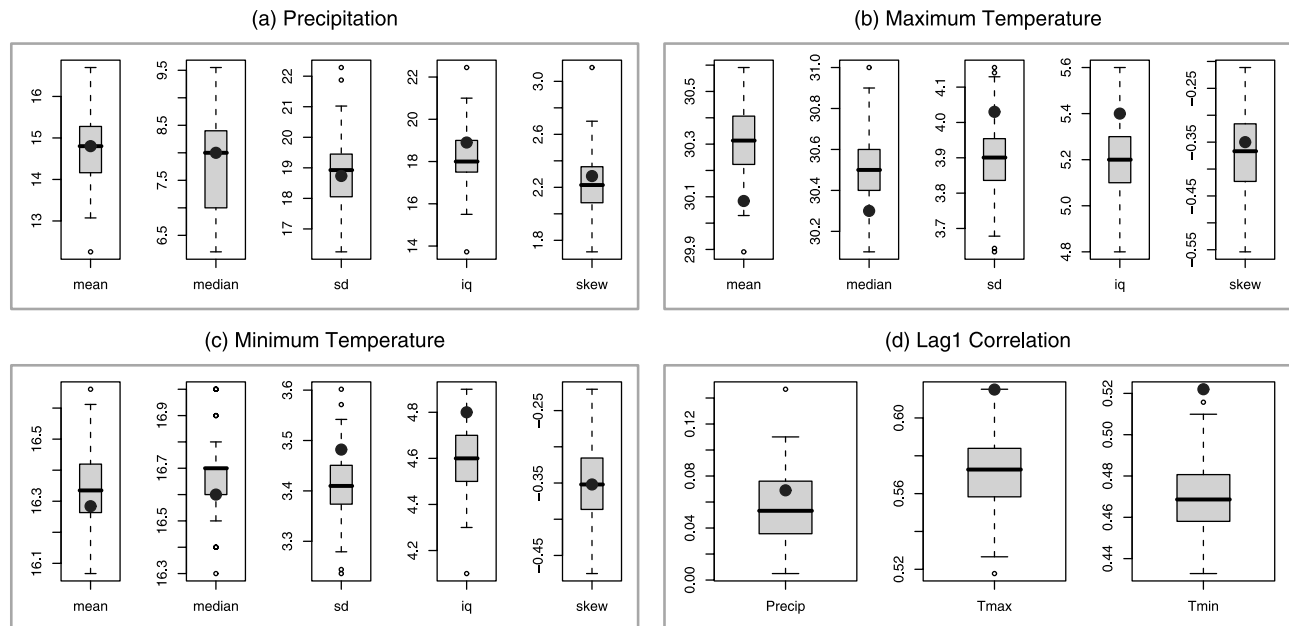 (a) Precipitation
13 14 15 16
mean
6.5 7.5 8.5 9.5
median
17 18 19 20 21 22
sd
14 16 18 20 22
iq
1.8 2.2 2.6 3.0
skew
(b) Maximum Temperature
29.9 30.1 30.3 30.5
mean
30.2 30.4 30.6 30.8 31.0
median
3.7 3.8 3.9 4.0 4.1
sd
4.8 5.0 5.2 5.4 5.6
iq
−0.55 −0.45 −0.35 −0.25
skew
(c) Minimum Temperature
16.1 16.3 16.5
mean
16.3 16.5 16.7 16.9
median
3.3 3.4 3.5 3.6
sd
4.2 4.4 4.6 4.8
iq
−0.45 −0.35 −0.25
skew
(d) Lag1 Correlation
0.00 0.04 0.08 0.12
Precip
0.52 0.56 0.60
Tmax
0.44 0.46 0.48 0.50 0.52
Tmin